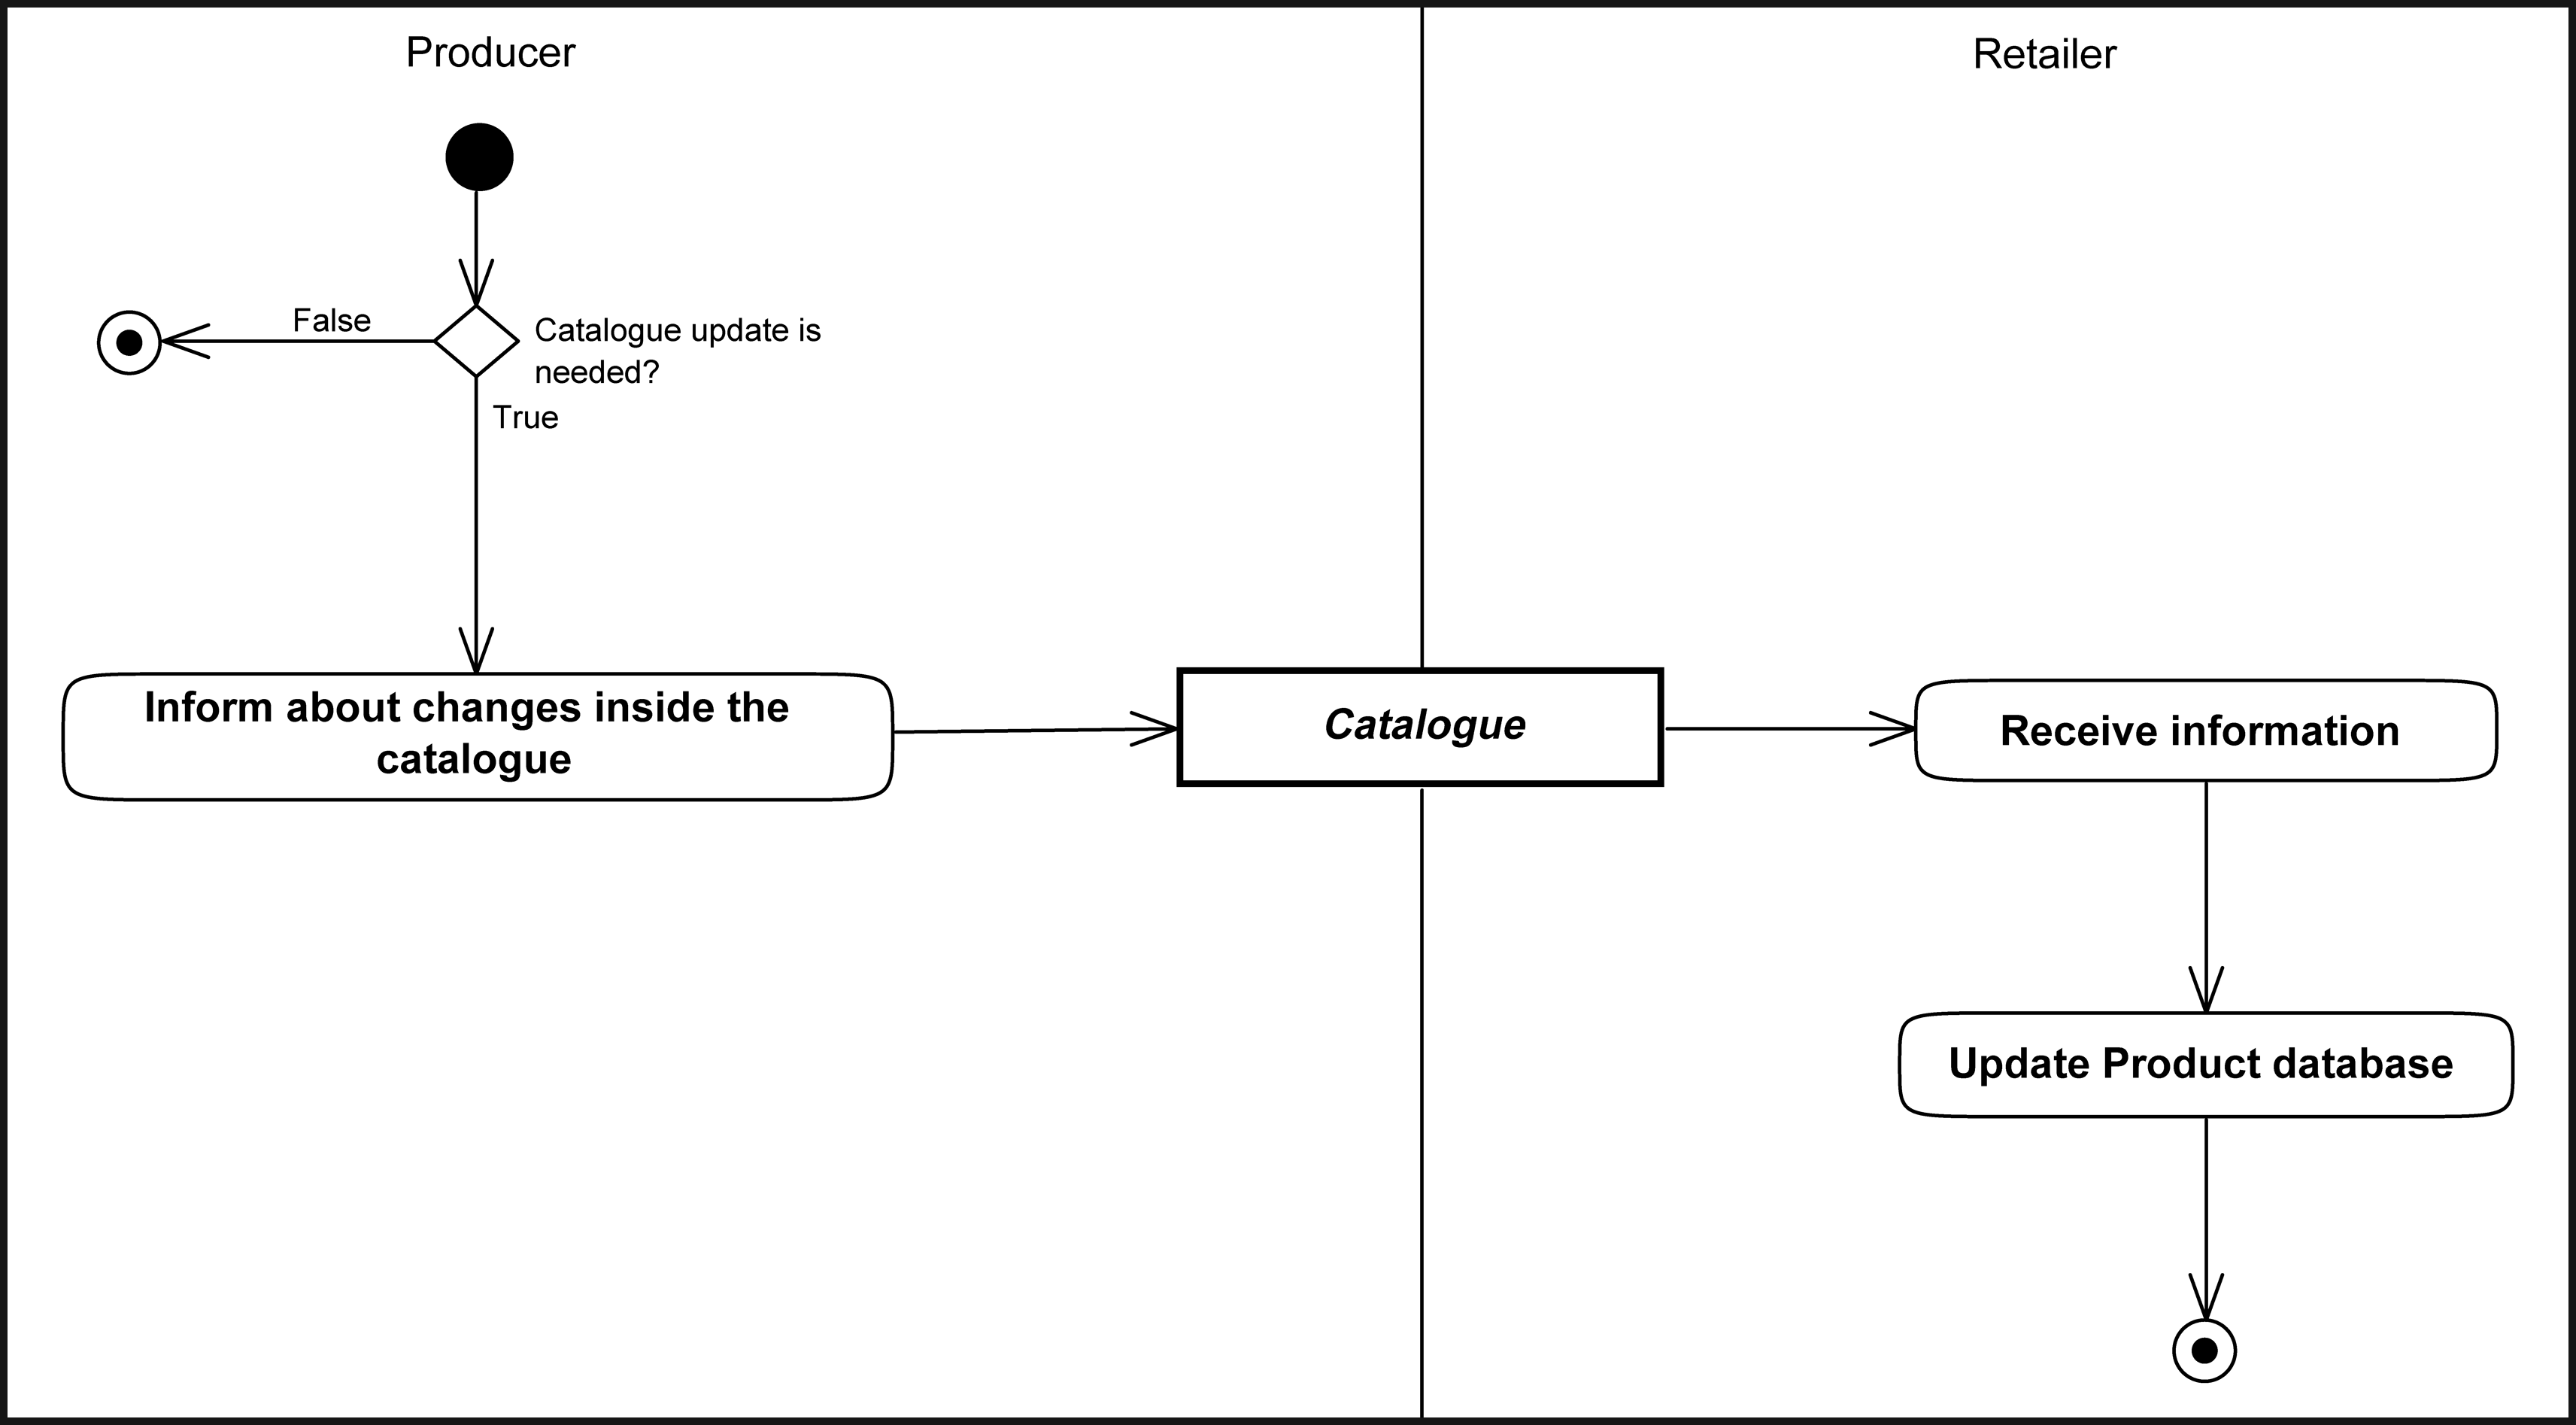 Producer
Retailer
False
Catalogue update is
needed?
True
Inform about changes inside the
catalogue
Catalogue
Receive information
Update Product database